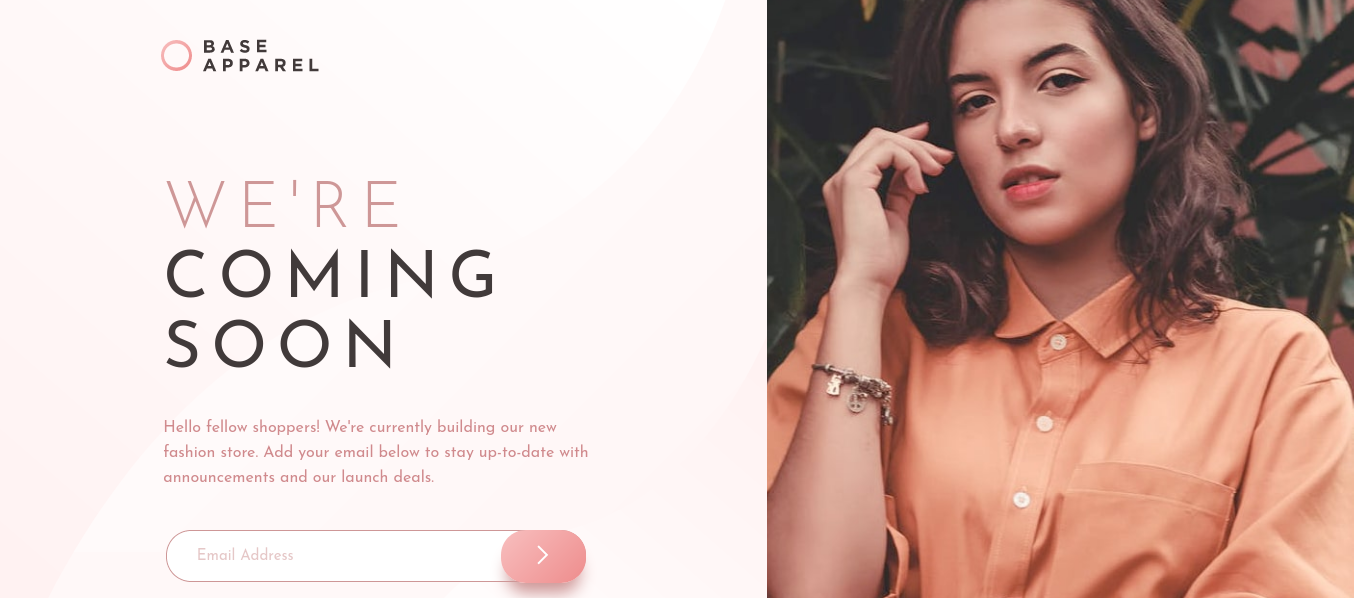 BASE
APPAREL
WE'RE
COMING
SOON
Hello fellow shoppers! We're currently building our new
fashion store. Add your email below to stay up-to-date with
announcements and our launch deals.
Email Address